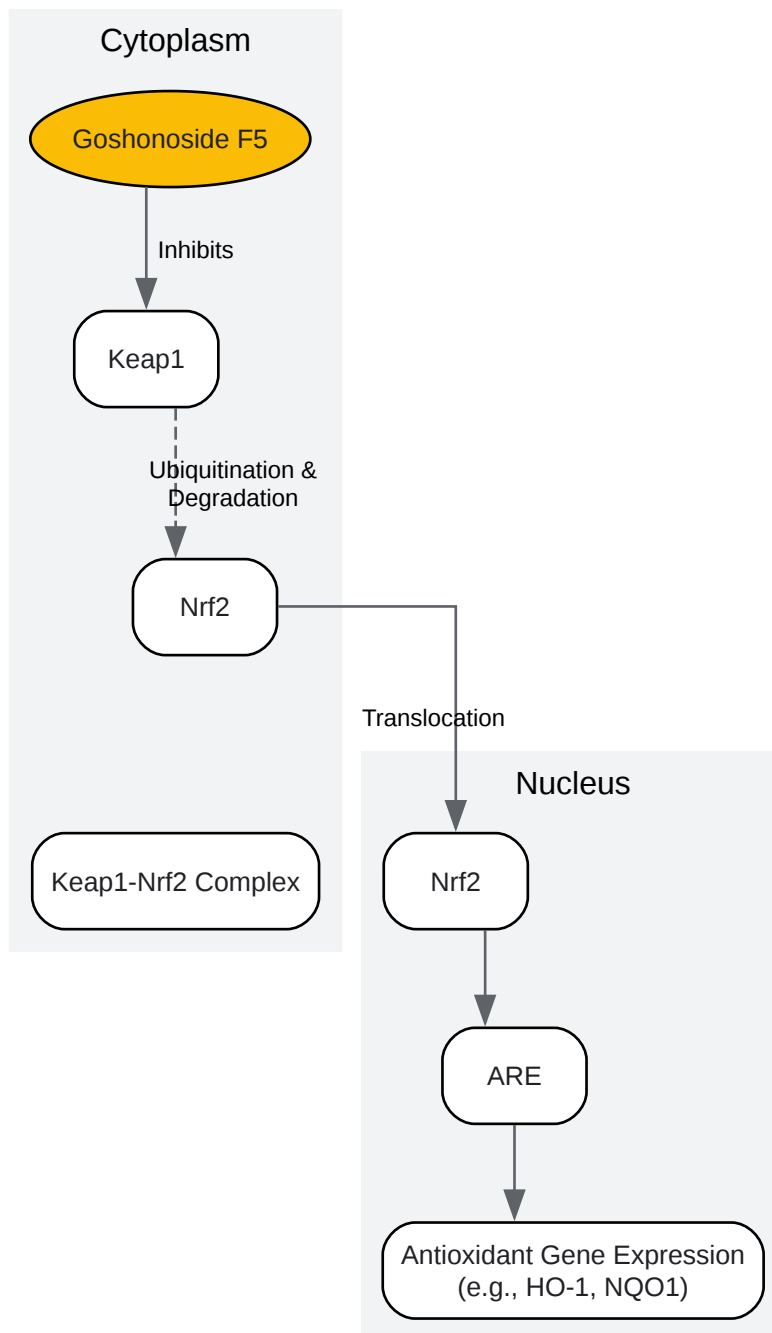 Cytoplasm
Goshonoside F5
Inhibits
Keap1
Ubiquitination &
Degradation
Nrf2
Translocation
Nucleus
Keap1-Nrf2 Complex
Nrf2
ARE
Antioxidant Gene Expression
(e.g., HO-1, NQO1)